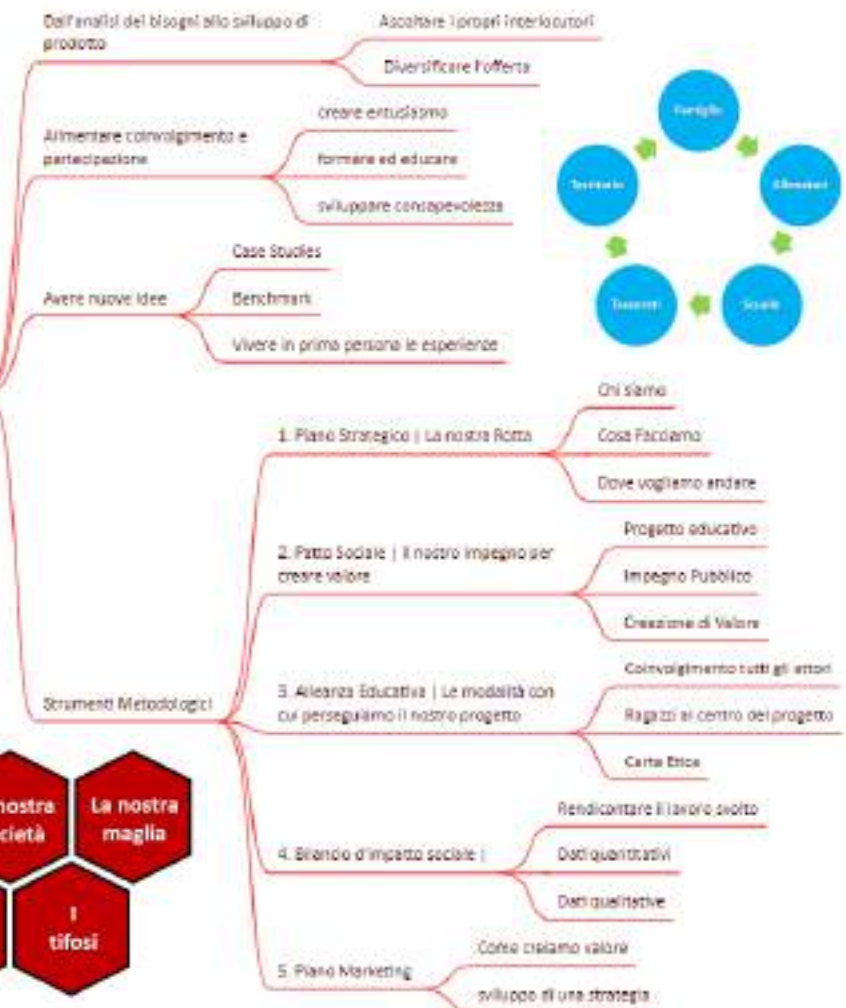 Dall'analisi dei bisogni allo sviluppo di
prodotto
Ascoltare i propri interlocutori
Diversificare l'offerta
Alimentare coinvolgimento e
partecipazione
creare entusiasmo
formare ed educare
sviluppare consapevolezza
Avere nuove idee
Case Studies
Benchmark
Vivere in prima persona le esperienze
Famiglie
Allenatori
Scuole
Tesserati
Territorio
Strumenti Metodologici
1. Piano Strategico | La nostra Rotta
Chi siamo
Cosa Facciamo
Dove vogliamo andare
2. Patto Sociale | Il nostro impegno per
creare valore
Progetto educativo
Impegno Pubblico
Creazione di Valore
3. Alleanza Educativa | Le modalità con
cui perseguiamo il nostro progetto
Coinvolgimento tutti gli attori
Ragazzi al centro del progetto
Carta Etica
4. Bilancio d'impatto sociale |
Rendicontare il lavoro svolto
Dati quantitativi
Dati qualitative
5. Piano Marketing
Come creiamo valore
sviluppo di una strategia
nostra
cietà
La nostra
maglia
I
tifosi